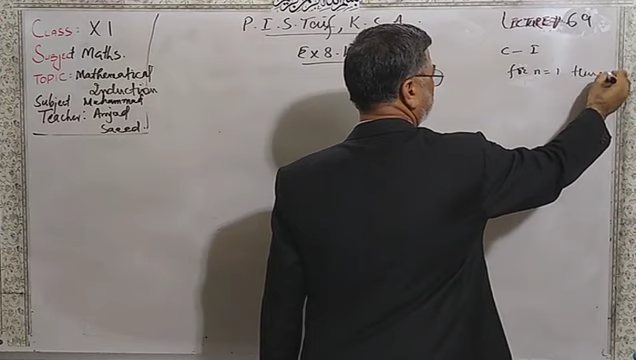 CLASS: XI
Subject Maths.
TOPIC: Mathematical
Induction
Subject Muhammad
Teacher: Amjad
Saeed
P.I.S. Taif, K.S.A.
Ex 8.1
LECTURE# 69
C - I
for n = 1 then